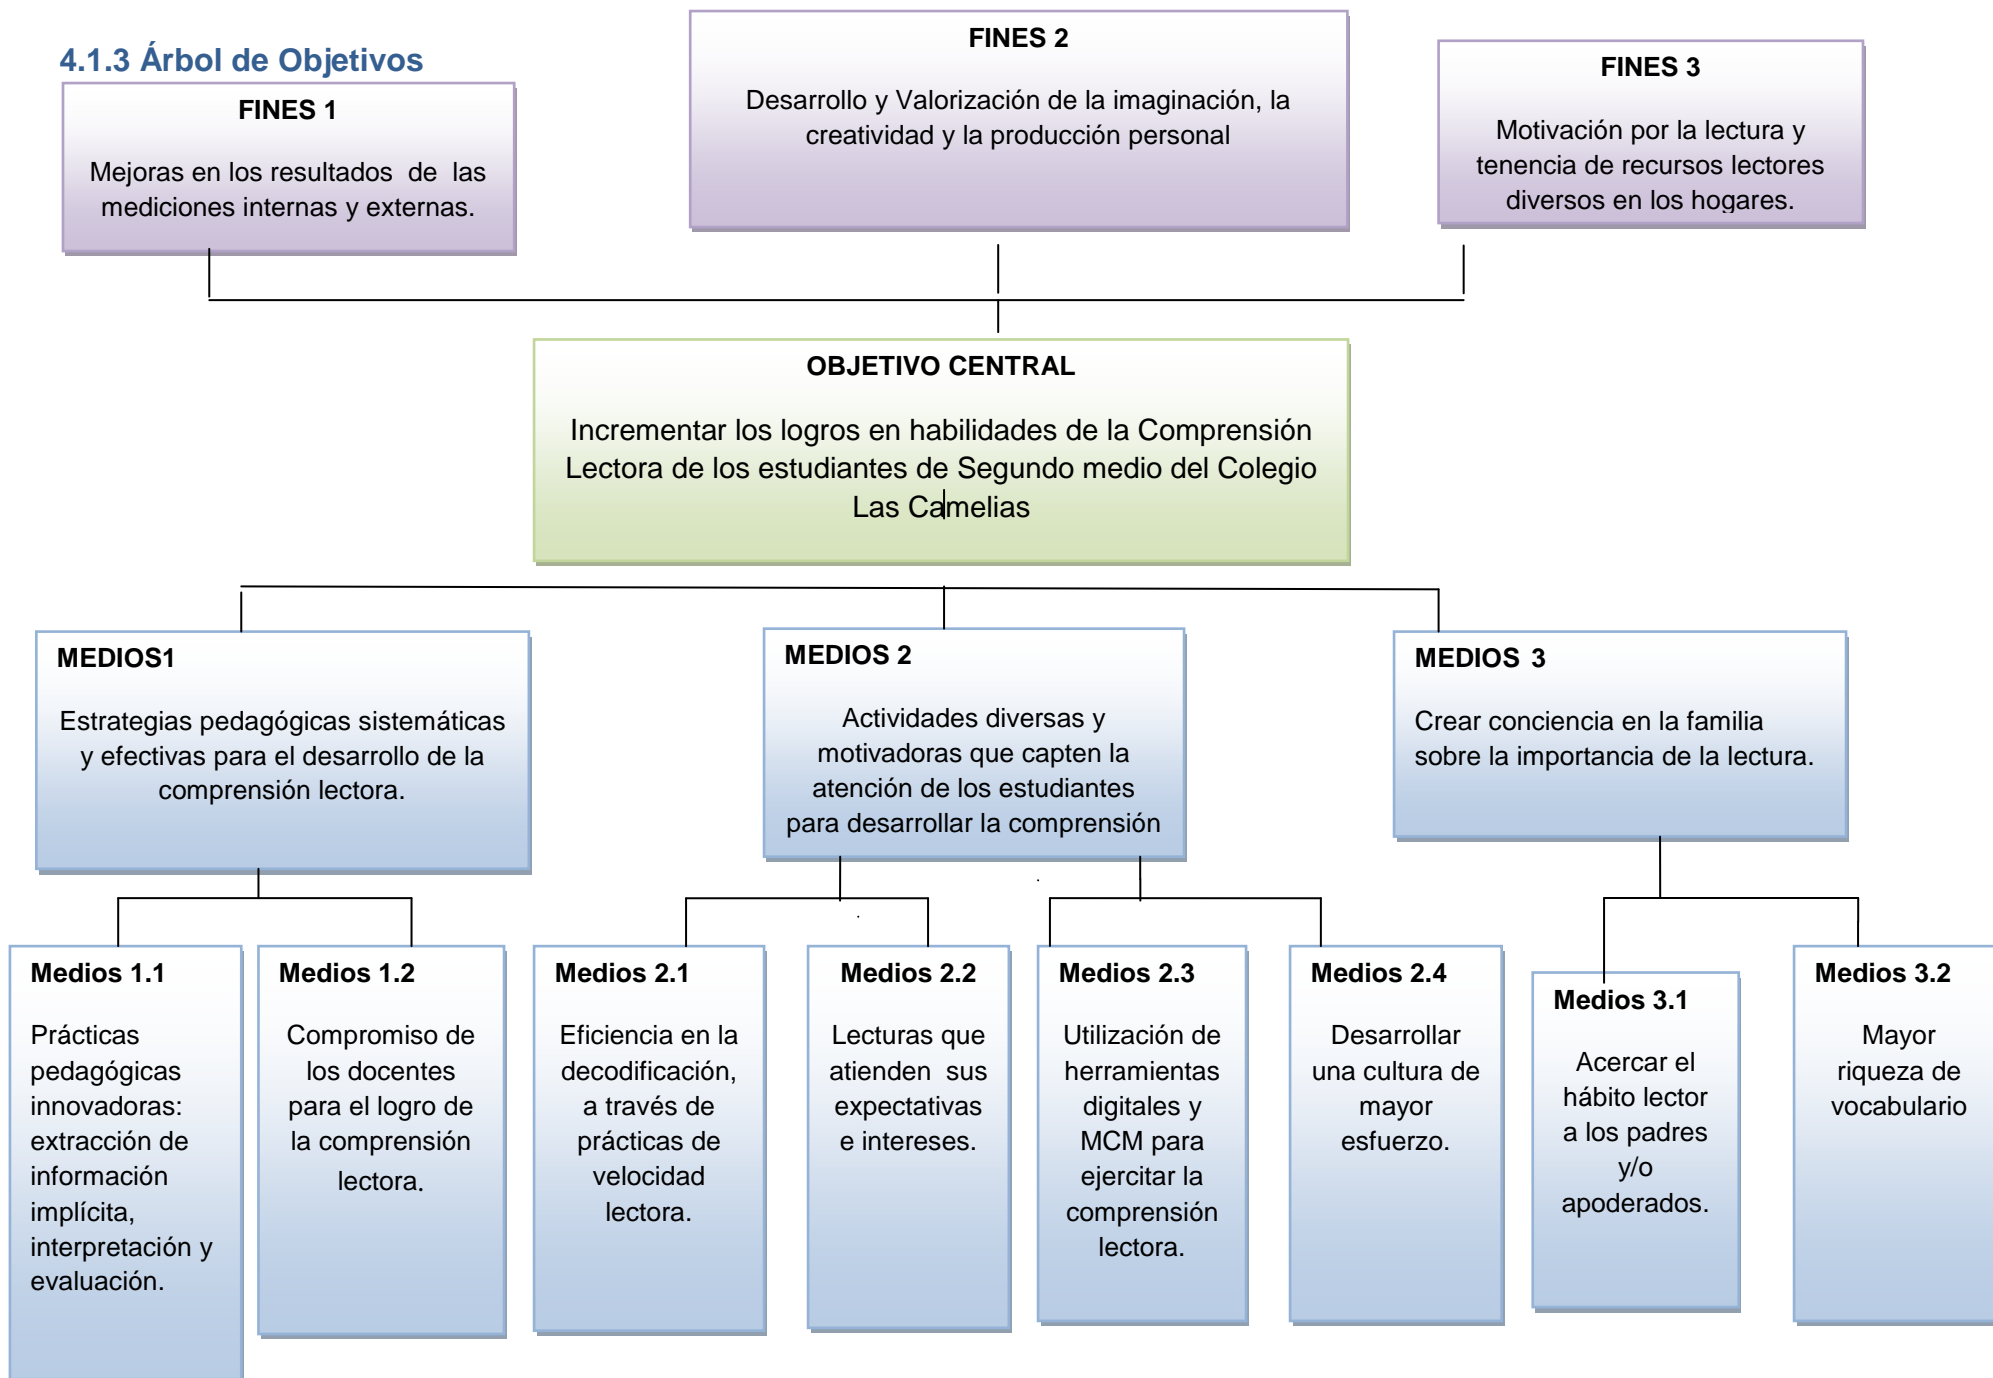 4.1.3 Árbol de Objetivos
FINES 1
Mejoras en los resultados de las
mediciones internas y externas.
FINES 2
Desarrollo y Valorización de la imaginación, la
creatividad y la producción personal
FINES 3
Motivación por la lectura y
tenencia de recursos lectores
diversos en los hogares.
OBJETIVO CENTRAL
Incrementar los logros en habilidades de la Comprensión
Lectora de los estudiantes de Segundo medio del Colegio
Las Camelias
MEDIOS1
Estrategias pedagógicas sistemáticas
y efectivas para el desarrollo de la
comprensión lectora.
MEDIOS 2
Actividades diversas y
motivadoras que capten la
atención de los estudiantes
para desarrollar la comprensión
MEDIOS 3
Crear conciencia en la familia
sobre la importancia de la lectura.
Medios 1.1
Prácticas
pedagógicas
innovadoras:
extracción de
información
implícita,
interpretación y
evaluación.
Medios 1.2
Compromiso de
los docentes
para el logro de
la comprensión
lectora.
Medios 2.1
Eficiencia en la
decodificación,
a través de
prácticas de
velocidad
lectora.
Medios 2.2
Lecturas que
atienden sus
expectativas
e intereses.
Medios 2.3
Utilización de
herramientas
digitales y
MCM para
ejercitar la
comprensión
lectora.
Medios 2.4
Desarrollar
una cultura de
mayor
esfuerzo.
Medios 3.1
Acercar el
hábito lector
a los padres
y/o
apoderados.
Medios 3.2
Mayor
riqueza de
vocabulario